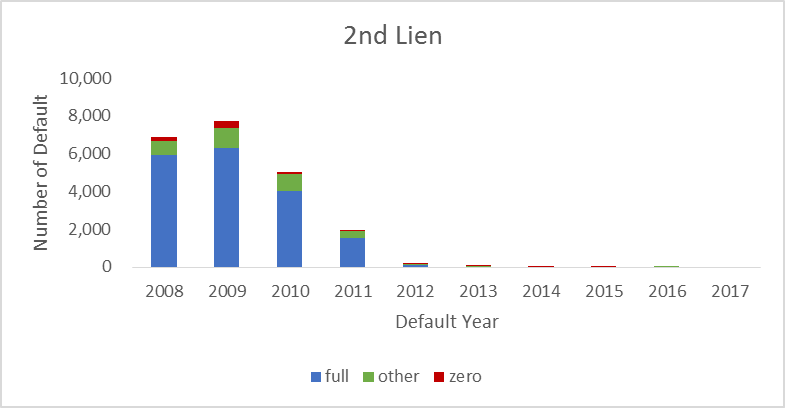 2nd Lien
10,000
8,000
6,000
4,000
2,000
0
Number of Default
2008 2009 2010 2011 2012 2013 2014 2015 2016 2017
Default Year
full other zero